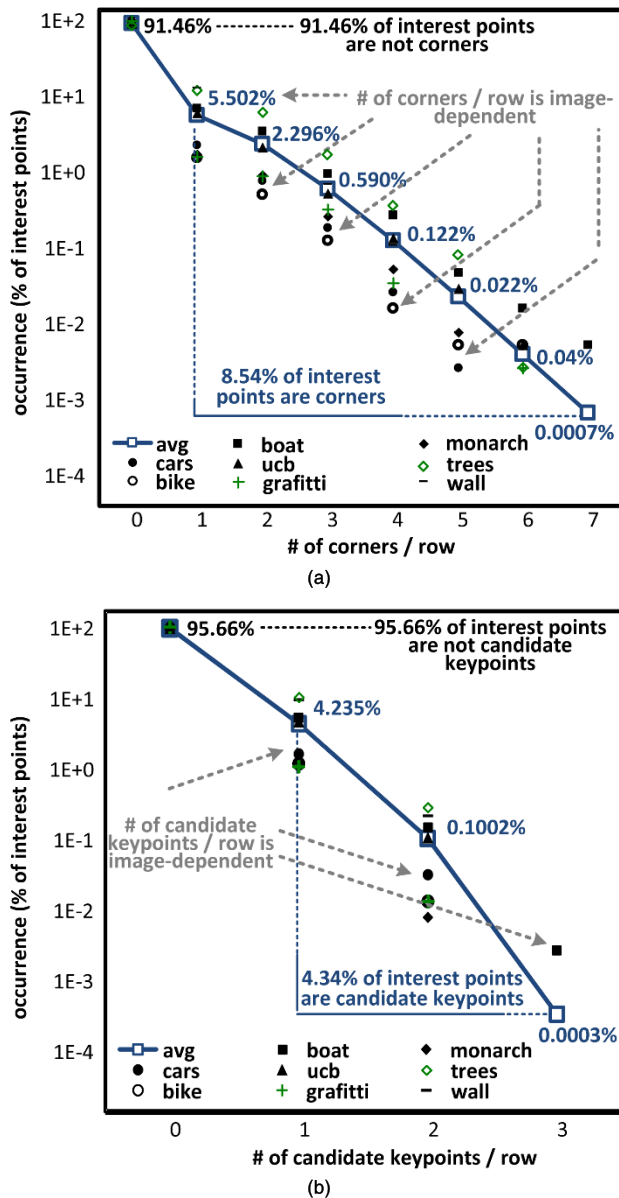 1E+2
1E+1
1E+0
1E-1
1E-2
1E-3
1E-4
occurrence (% of interest points)
91.46%
91.46% of interest points
are not corners
5.502%
# of corners / row is image-
dependent
2.296%
0.590%
0.122%
0.022%
0.04%
0.0007%
8.54% of interest
points are corners
avg
boat
monarch
cars
ucb
trees
bike
grafitti
wall
0 1 2 3 4 5 6 7
# of corners / row
(a)
1E+2
1E+1
1E+0
1E-1
1E-2
1E-3
1E-4
occurrence (% of interest points)
95.66%
95.66% of interest points
are not candidate
keypoints
4.235%
# of candidate
keypoints / row is
image-dependent
0.1002%
4.34% of interest points
are candidate keypoints
0.0003%
avg
boat
monarch
cars
ucb
trees
bike
grafitti
wall
0 1 2 3
# of candidate keypoints / row
(b)